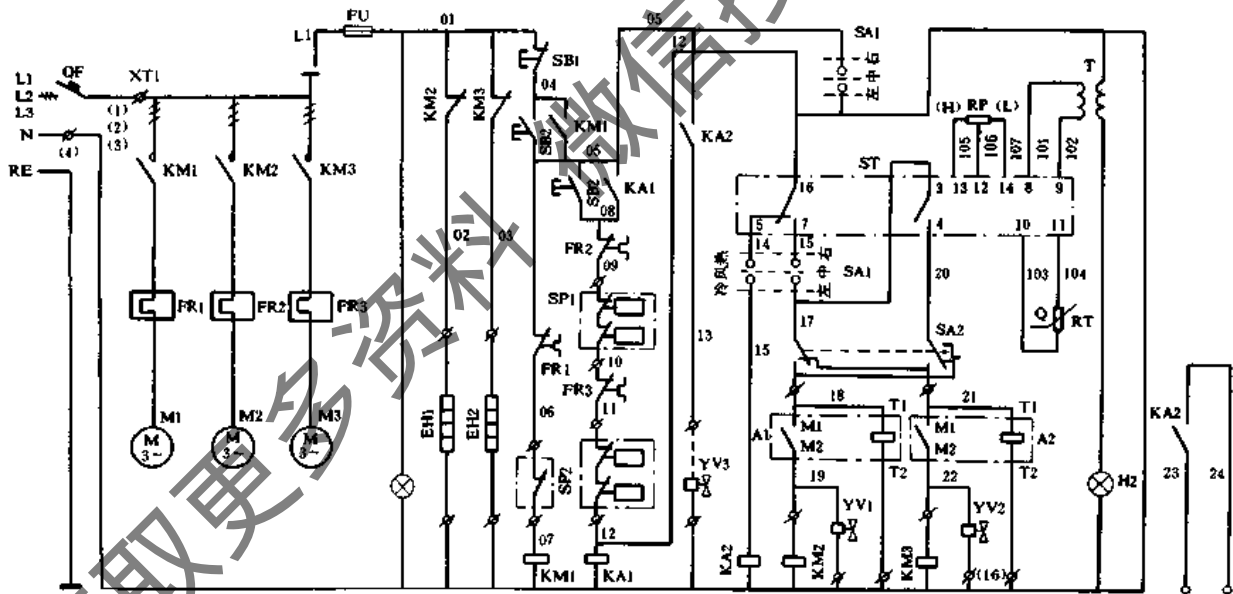 FU
01
05
L1
12
SA1
SB1
左中右
T
L1
L2
L3
QF
XT1
04
(H) RP (L)
N
(1)
(2)
(3)
(4)
KM2
KM3
SB2
KM1
KA2
105
106
107
101
102
RE
KM1
KM2
KM3
05
ST
SB2
KA1
16
3
13
12
14
8
9
08
5
7
4
10
11
02
03
FR2
14
15
09
冷风热
左中右
SA1
20
103
104
FR1
FR2
FR3
SP1
Q
RT
17
13
SA2
10
15
FR1
FR3
M1
M2
M3
EH1
EH2
06
11
18
T1
21
T1
KA2
M
3~
M
3~
M
3~
A1
M1
M2
M1
M2
A2
SP2
SP2
YV3
T2
T2
23
24
19
22
H2
YV1
YV2
07
12
KA2
KM2
KM3
(16)
KM1
KA1
取更多资料
微信搜